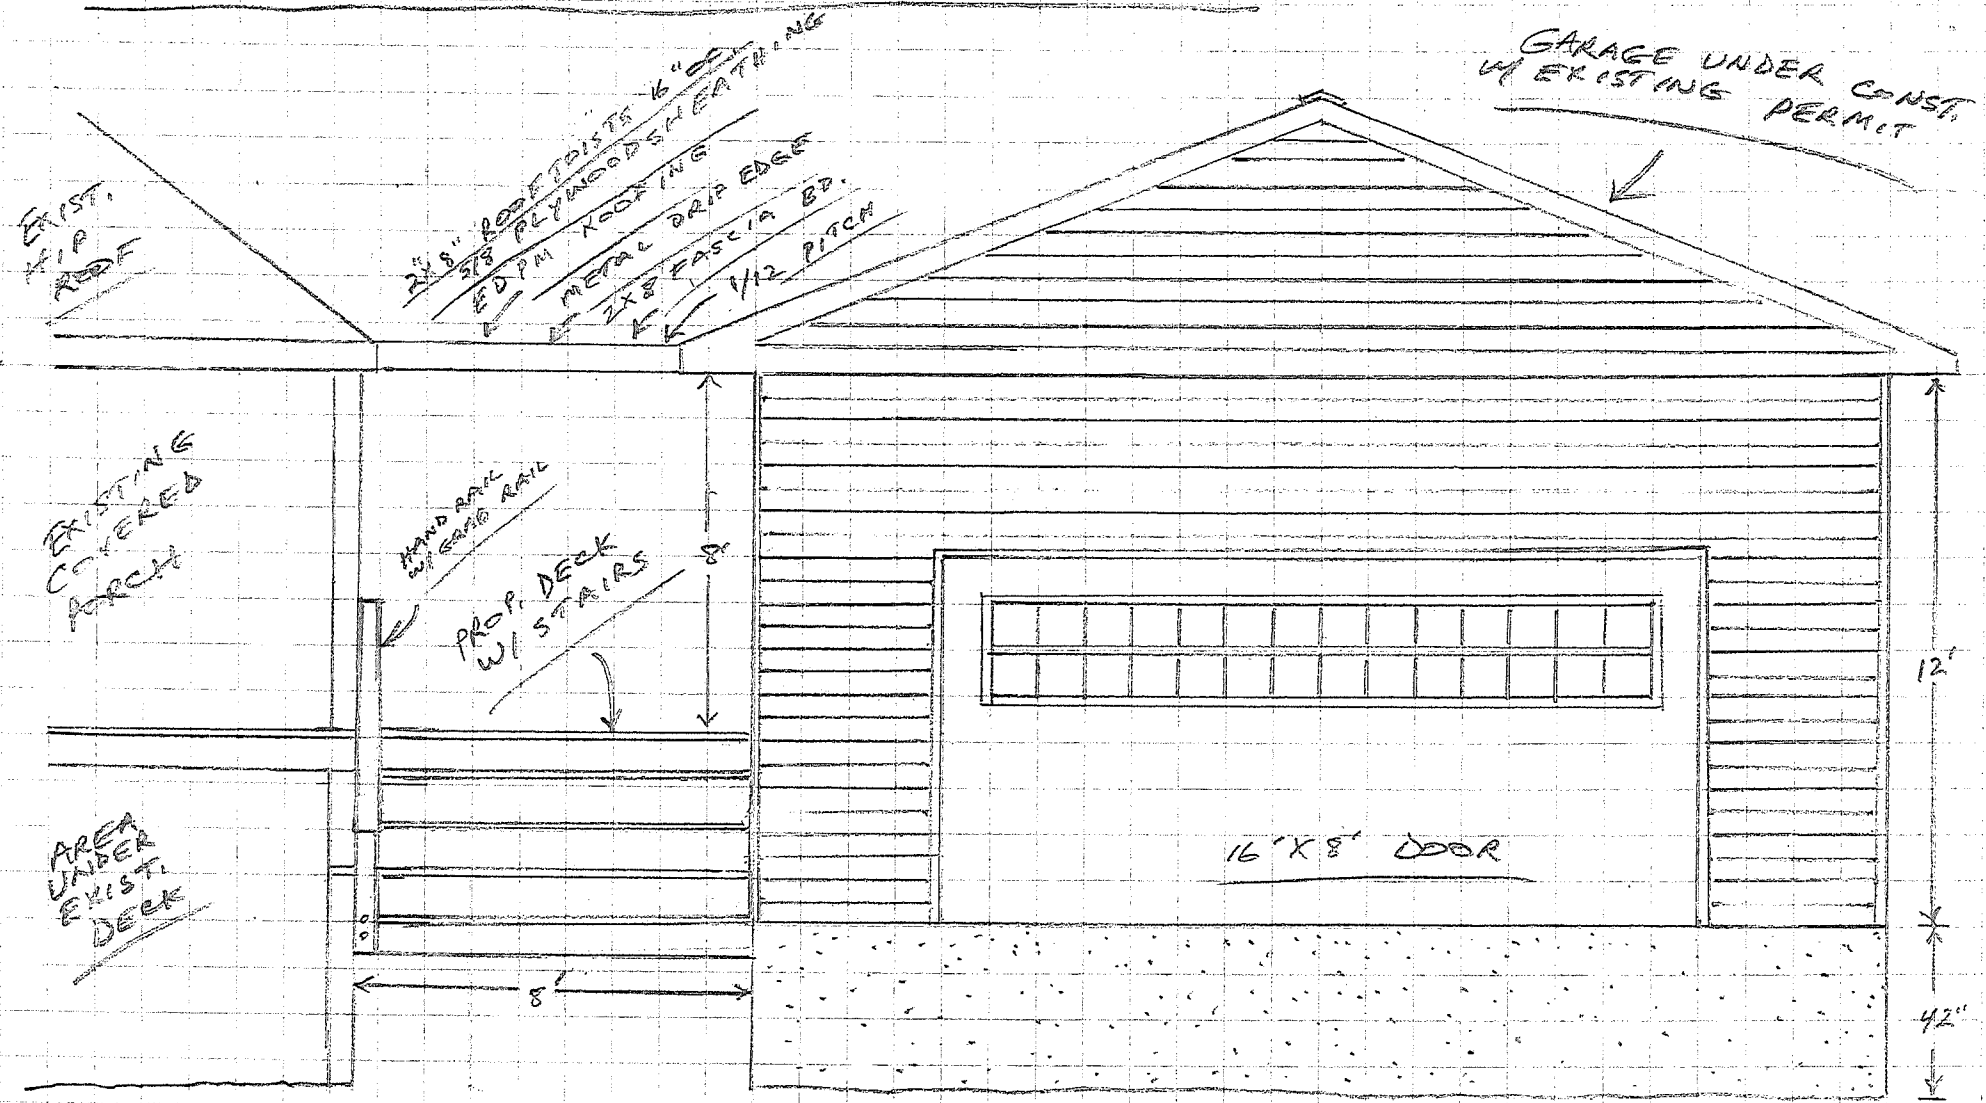 GARAGE UNDER CONST.
W/ EXISTING PERMIT
2"X8" ROOF JOISTS 16" OC
5/8 PLYWOOD SHEATHING
EDPM ROOFING
METAL DRIP EDGE
2X8 FASCIA BD.
1/12 PITCH
EXIST.
HIP
ROOF
EXISTING
COVERED
PORCH
HAND RAIL
W/ GRAB RAIL
PROP. DECK
W/ STAIRS
8'
12'
16'X8' DOOR
AREA
UNDER
EXIST.
DECK
8'
42"